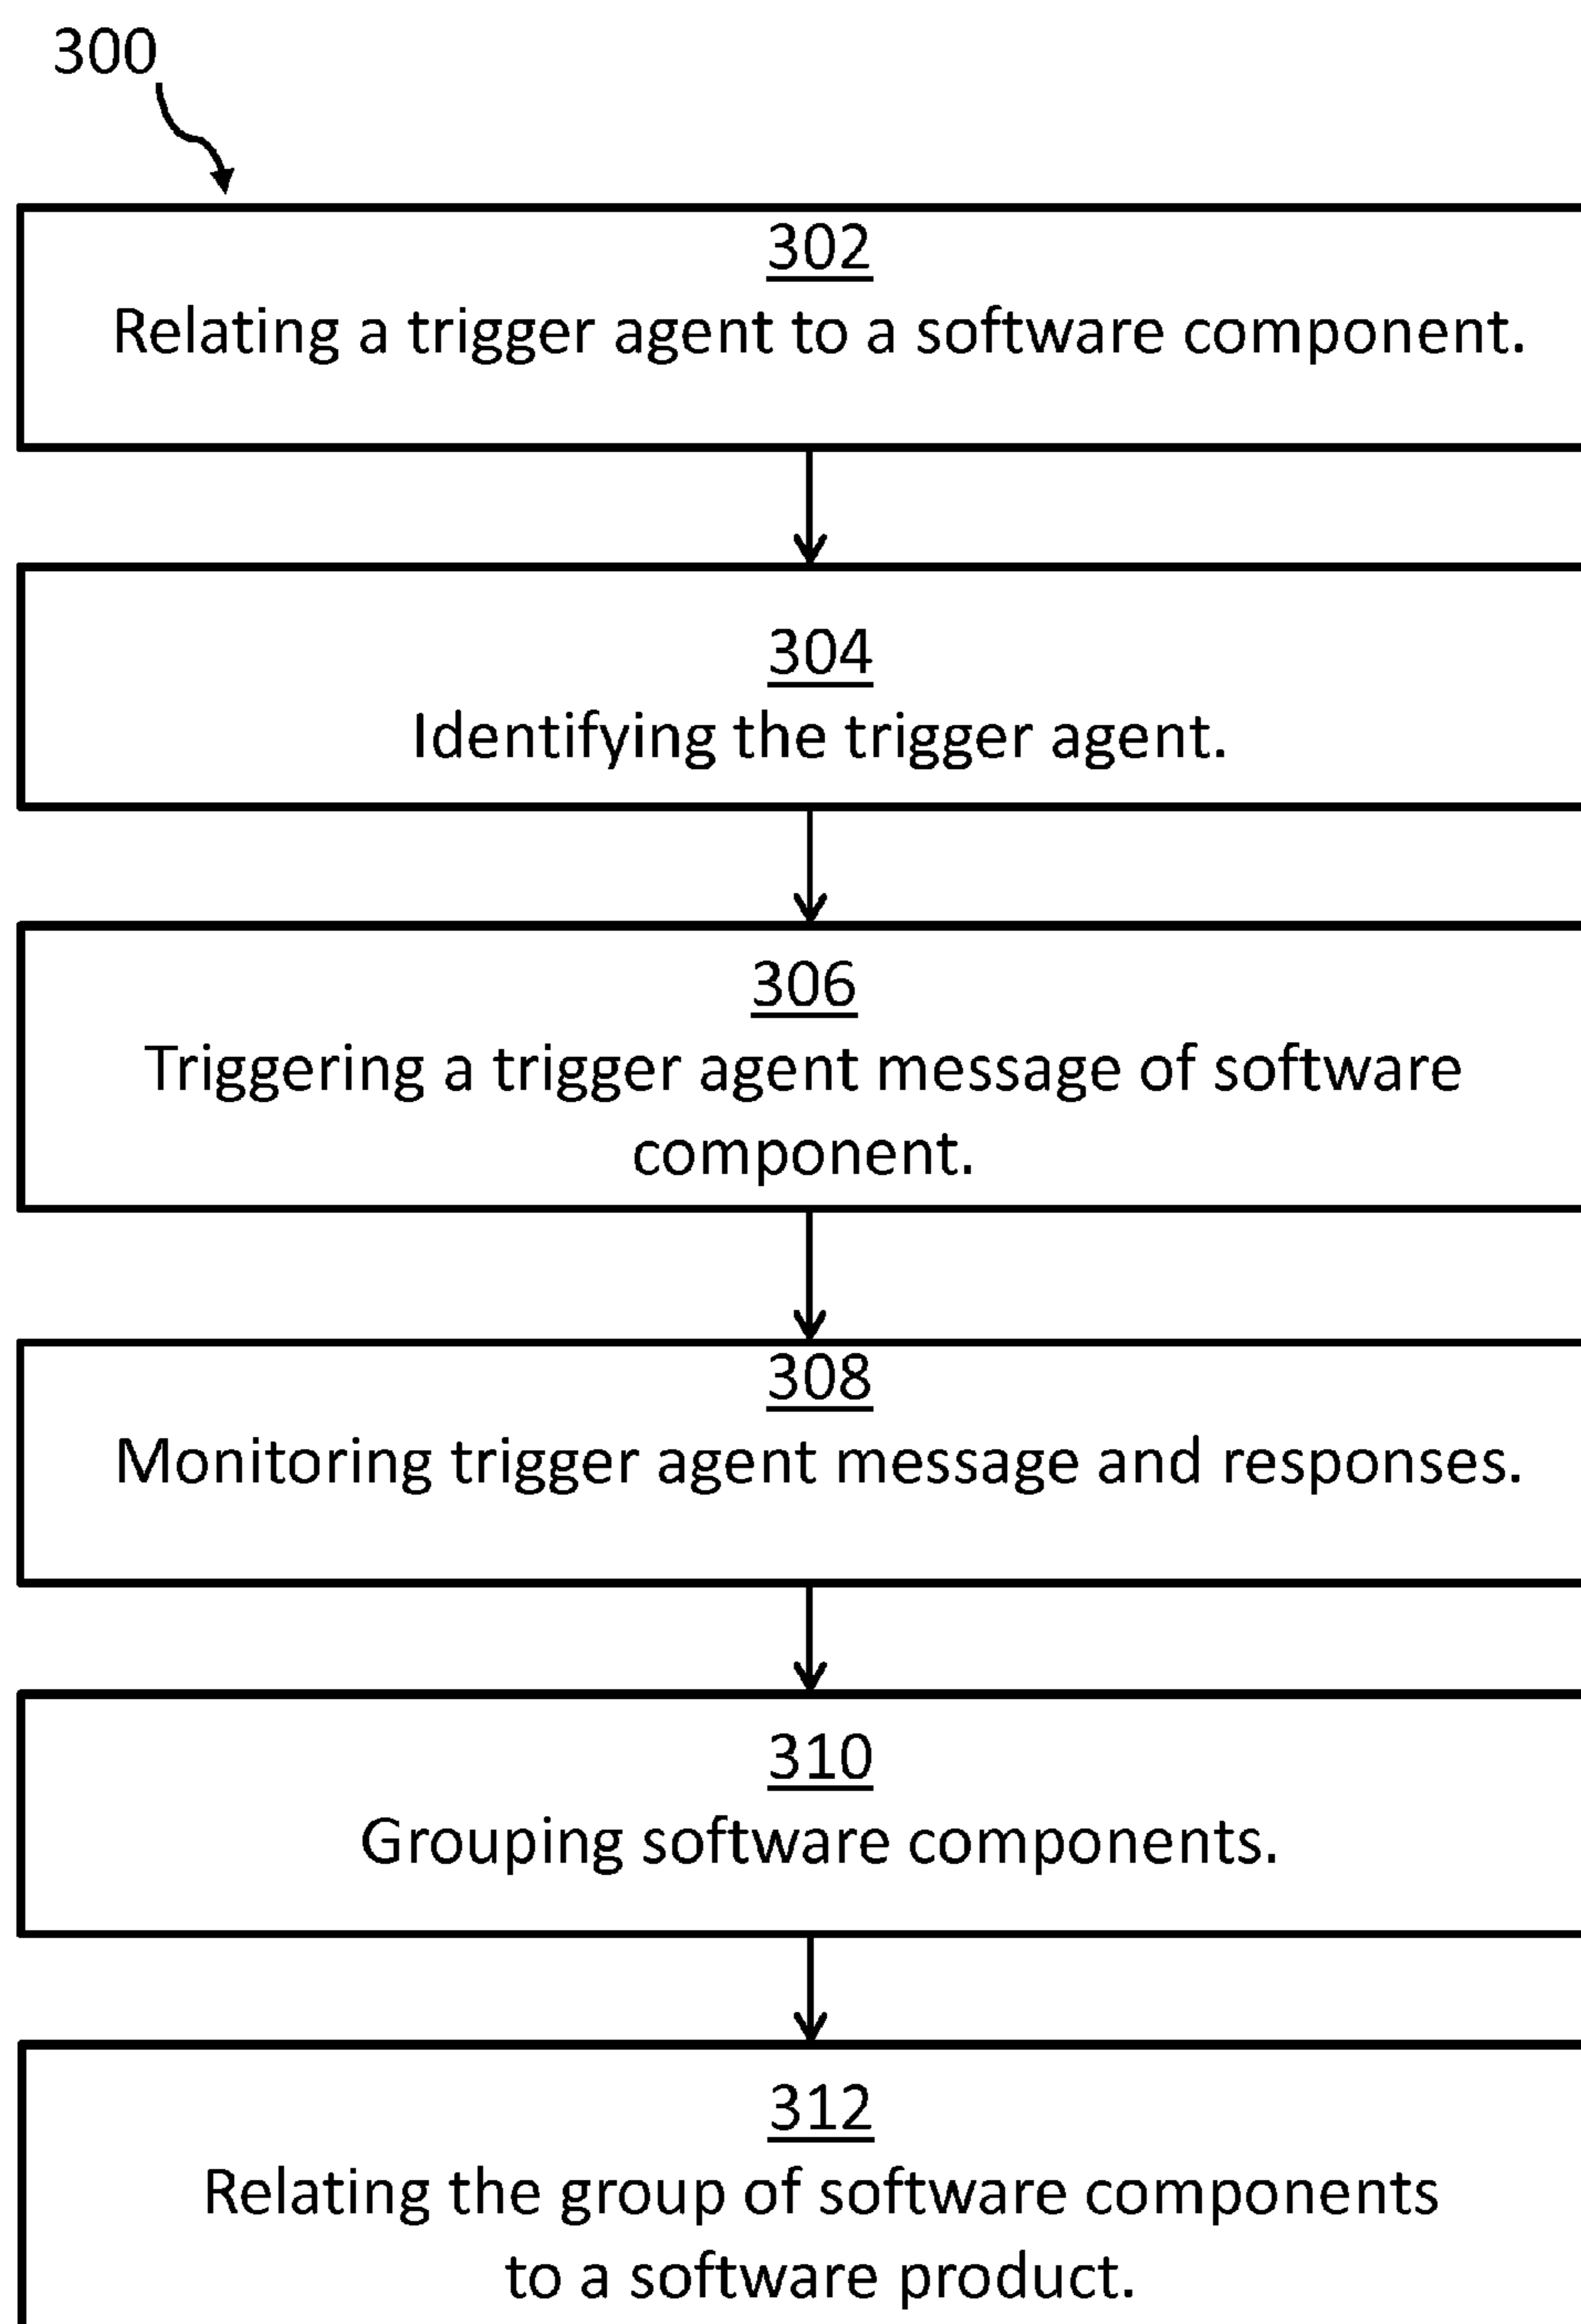 300
302
Relating a trigger agent to a software component.
304
Identifying the trigger agent.
306
Triggering a trigger agent message of software
component.
308
Monitoring trigger agent message and responses.
310
Grouping software components.
312
Relating the group of software components
to a software product.